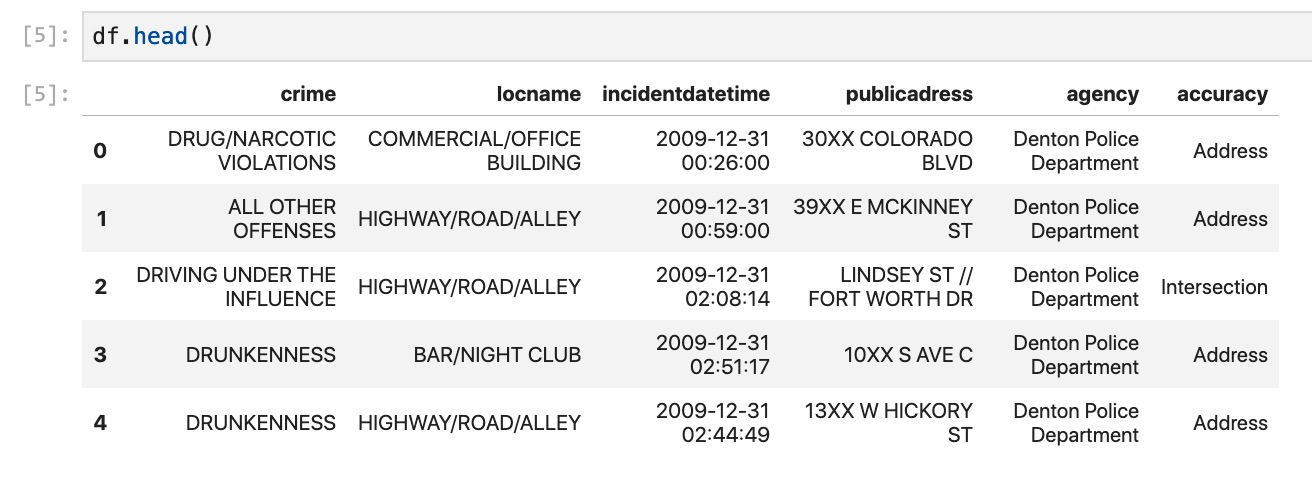 [5]: df.head()
[5]: crime locname incidentdatetime publicadress agency accuracy
0 DRUG/NARCOTIC VIOLATIONS COMMERCIAL/OFFICE BUILDING 2009-12-31 00:26:00 30XX COLORADO BLVD Denton Police Department Address
1 ALL OTHER OFFENSES HIGHWAY/ROAD/ALLEY 2009-12-31 00:59:00 39XX E MCKINNEY ST Denton Police Department Address
2 DRIVING UNDER THE INFLUENCE HIGHWAY/ROAD/ALLEY 2009-12-31 02:08:14 LINDSEY ST // FORT WORTH DR Denton Police Department Intersection
3 DRUNKENNESS BAR/NIGHT CLUB 2009-12-31 02:51:17 10XX S AVE C Denton Police Department Address
4 DRUNKENNESS HIGHWAY/ROAD/ALLEY 2009-12-31 02:44:49 13XX W HICKORY ST Denton Police Department Address